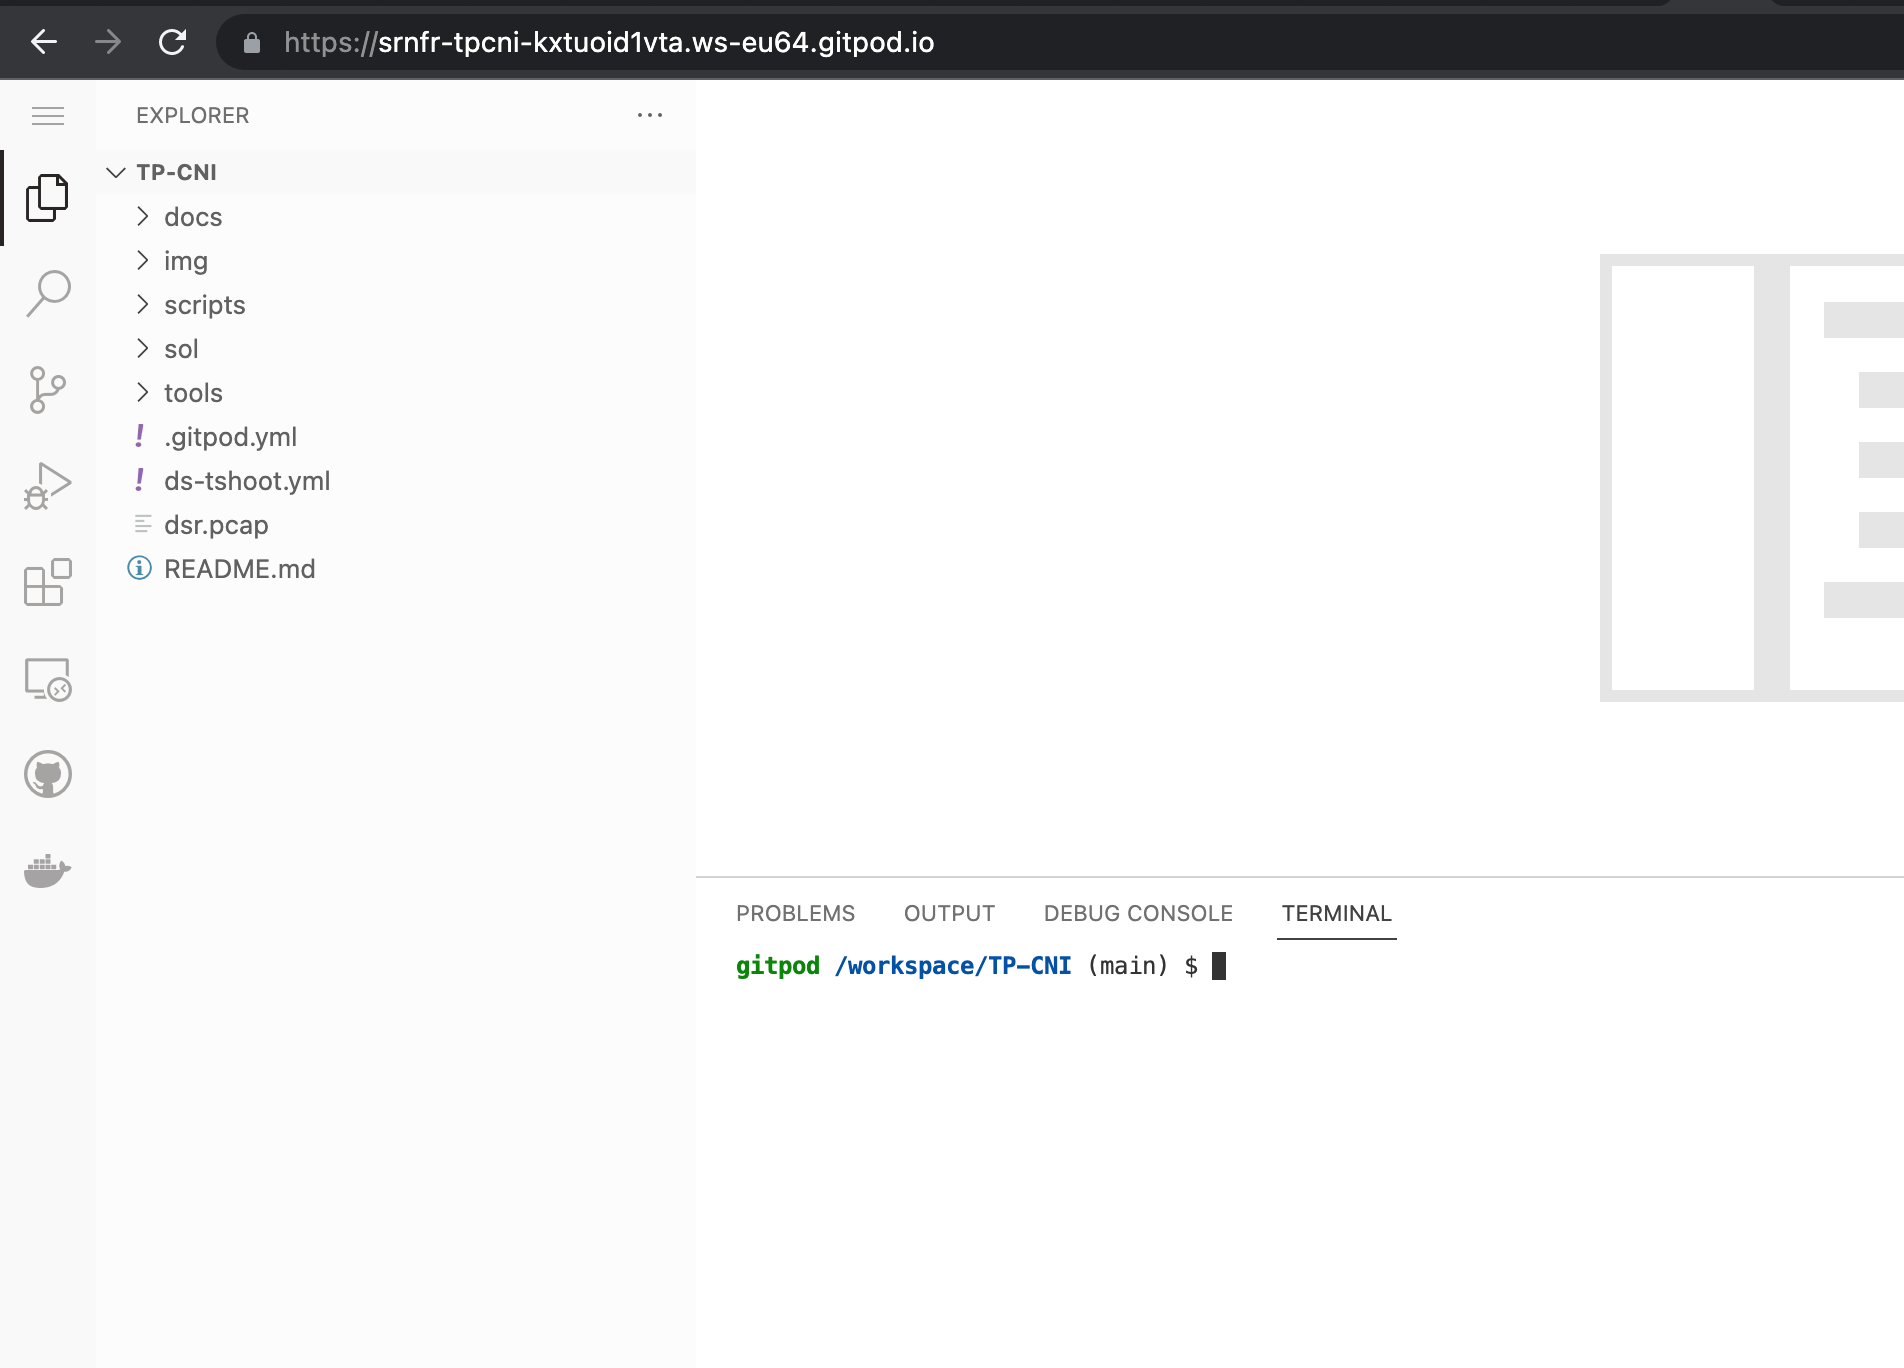 https://srnfr-tpcni-kxtuoid1vta.ws-eu64.gitpod.io
EXPLORER
TP-CNI
docs
img
scripts
sol
tools
! .gitpod.yml
! ds-tshoot.yml
dsr.pcap
README.md
PROBLEMS OUTPUT DEBUG CONSOLE TERMINAL
gitpod /workspace/TP-CNI (main) $